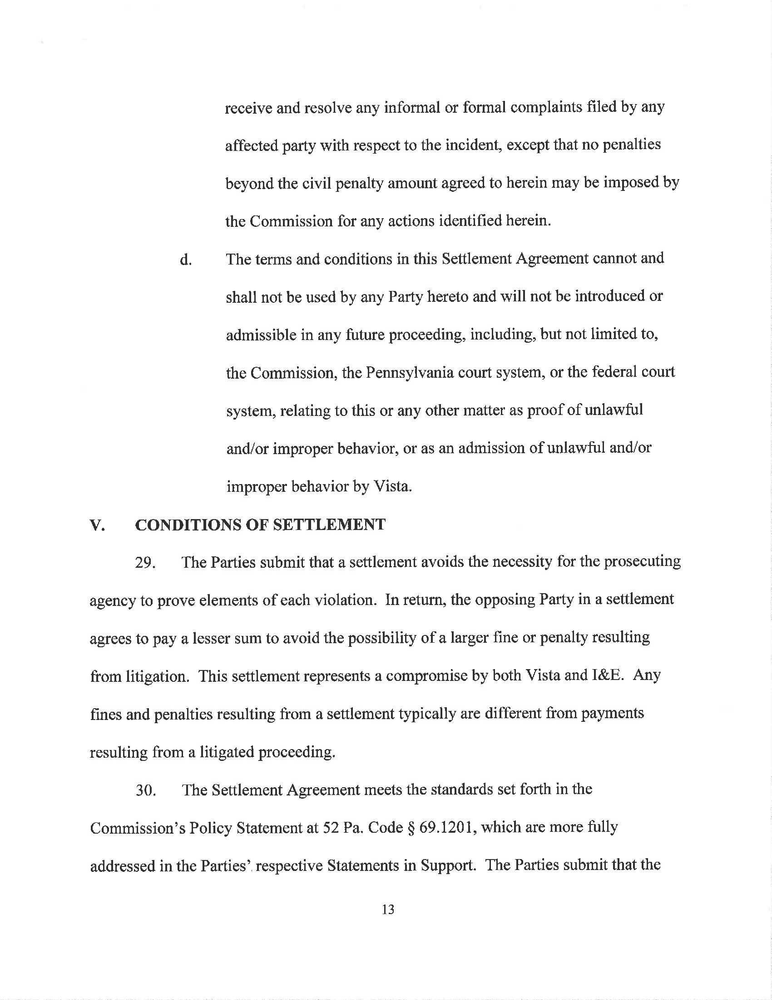 receive and resolve any informal or formal complaints filed by any
affected party with respect to the incident, except that no penalties
beyond the civil penalty amount agreed to herein may be imposed by
the Commission for any actions identified herein.
d. The terms and conditions in this Settlement Agreement cannot and
shall not be used by any Party hereto and will not be introduced or
admissible in any future proceeding, including, but not limited to,
the Commission, the Pennsylvania court system, or the federal court
system, relating to this or any other matter as proof of unlawful
and/or improper behavior, or as an admission of unlawful and/or
improper behavior by Vista.
V. CONDITIONS OF SETTLEMENT
29. The Parties submit that a settlement avoids the necessity for the prosecuting
agency to prove elements of each violation. In return, the opposing Party in a settlement
agrees to pay a lesser sum to avoid the possibility of a larger fine or penalty resulting
from litigation. This settlement represents a compromise by both Vista and I&E. Any
fines and penalties resulting from a settlement typically are different from payments
resulting from a litigated proceeding.
30. The Settlement Agreement meets the standards set forth in the
Commission's Policy Statement at 52 Pa. Code § 69.1201, which are more fully
addressed in the Parties' respective Statements in Support. The Parties submit that the
13